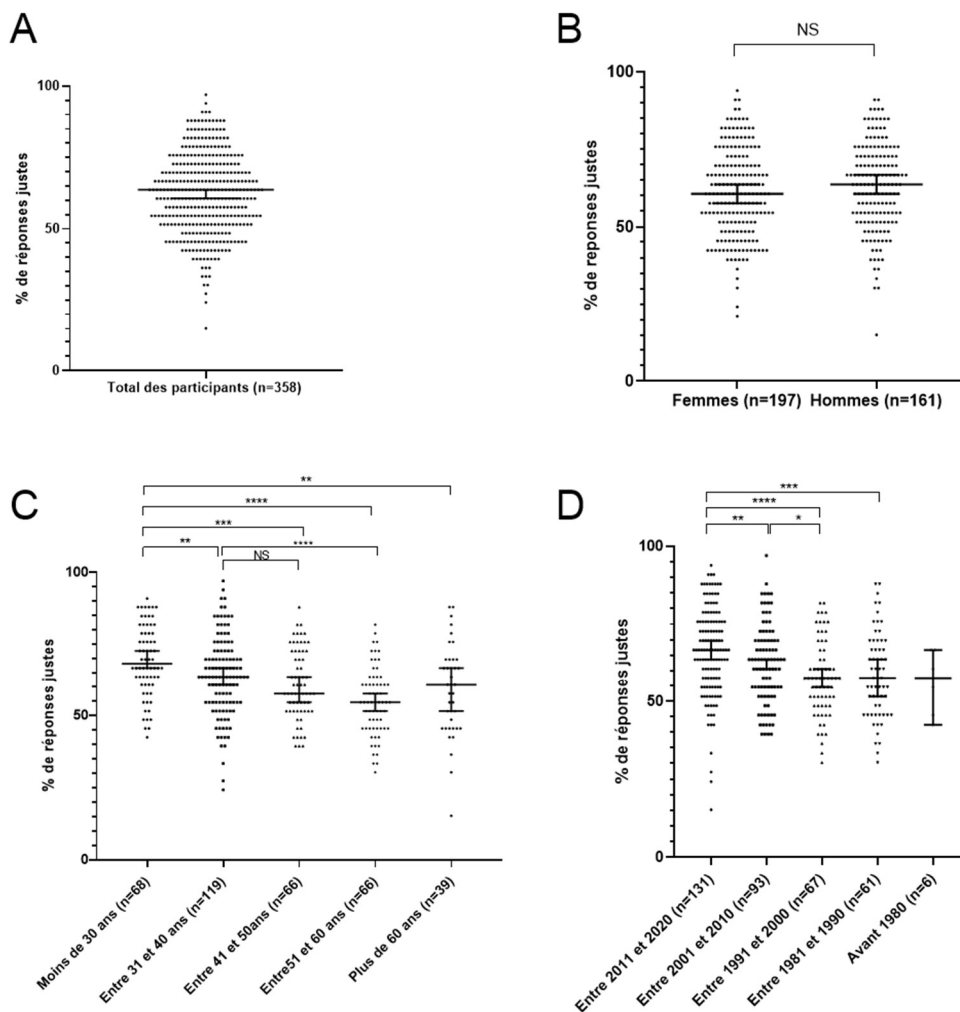 A
% de réponses justes
100
50
0
Total des participants (n=358)
B
NS
% de reponses justes
100
50
0
Femmes (n=197) Hommes (n=161)
C
**
****
***
** ****
NS
% de réponses justes
100
50
0
Moins de 30 ans (n=68)
Entre 31 et 40 ans (n=119)
Entre 41 et 50ans (n=66)
Entre51 et 60 ans (n=66)
Plus de 60 ans (n=39)
D
***
****
** *
% de réponses justes
100
50
0
Entre 2011 et 2020 (n=131)
Entre 2001 et 2010 (n=93)
Entre 1991 et 2000 (n=67)
Entre 1981 et 1990 (n=61)
Avant 1980 (n=6)